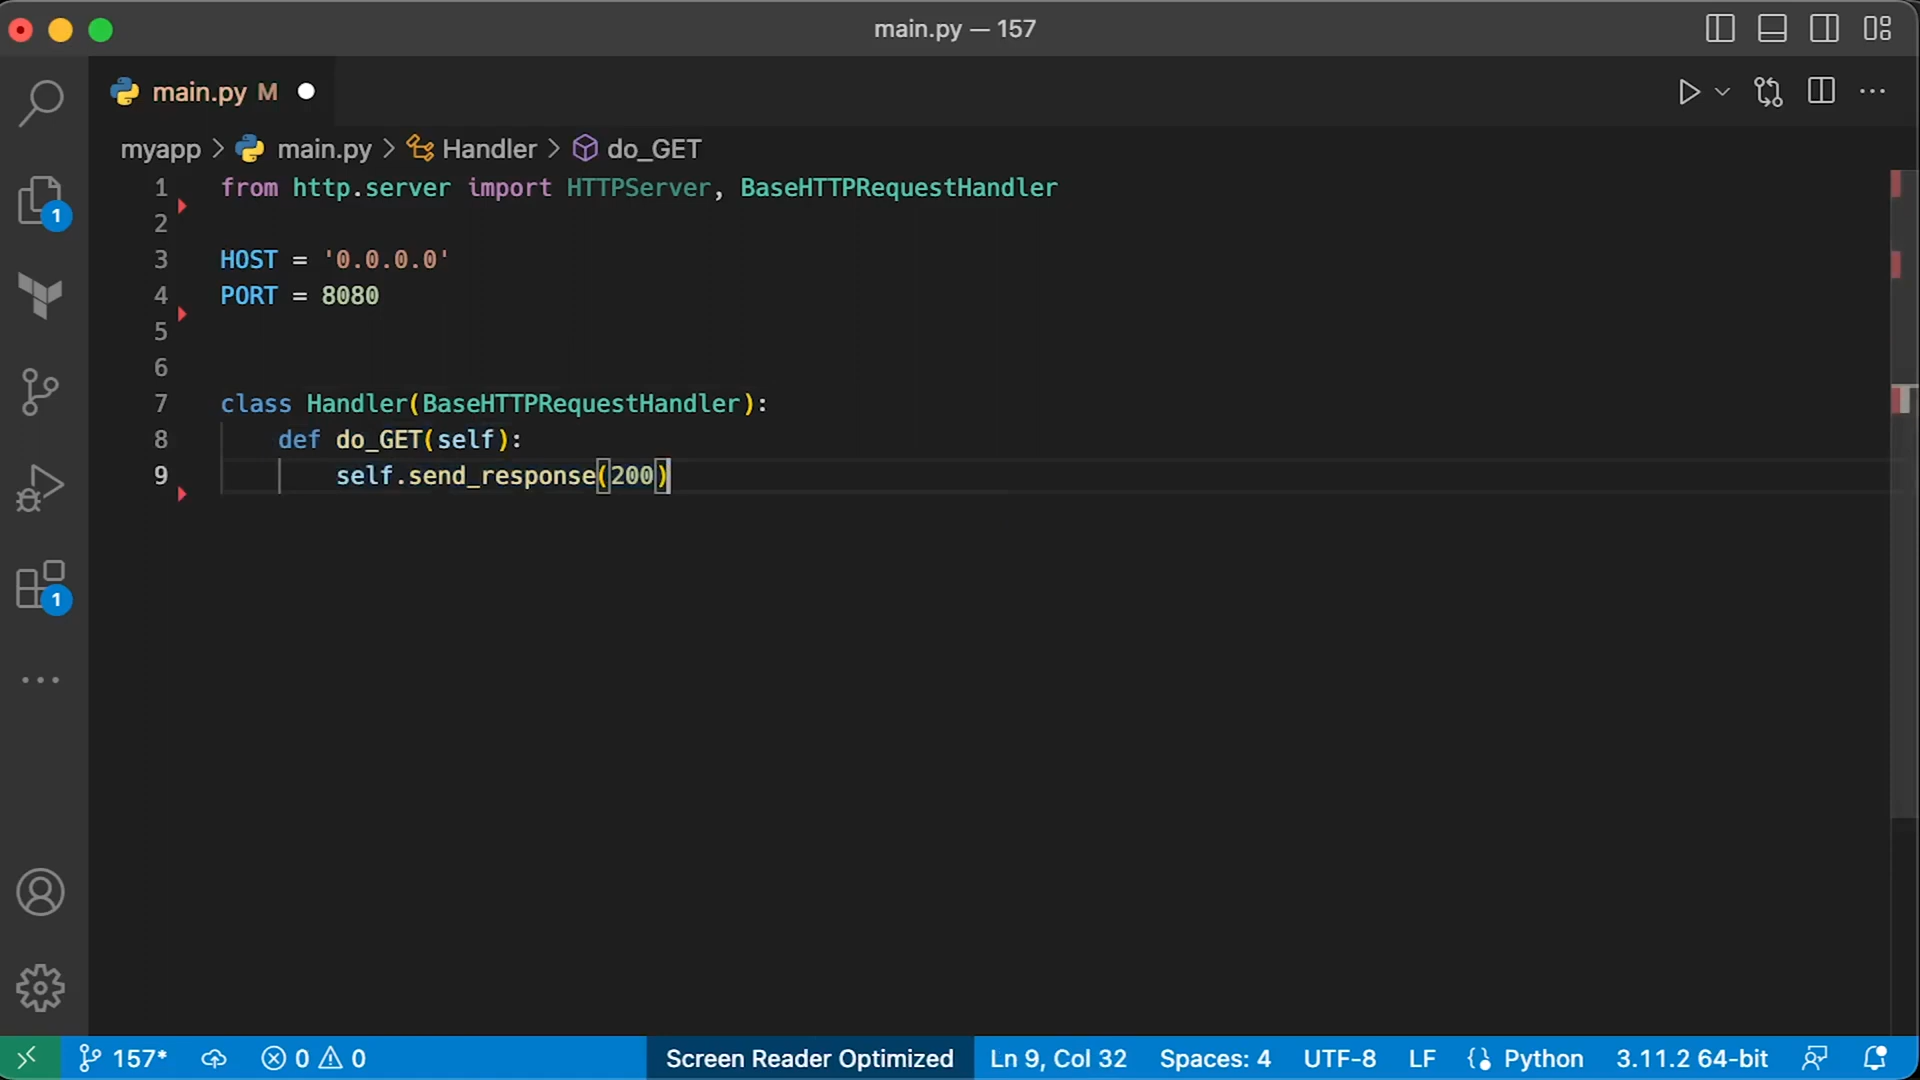 main.py — 157
main.py M
myapp > main.py > Handler > do_GET
1 from http.server import HTTPServer, BaseHTTPRequestHandler
2
3 HOST = '0.0.0.0'
4 PORT = 8080
5
6
7 class Handler(BaseHTTPRequestHandler):
8 def do_GET(self):
9 self.send_response(200)
1
1
157* 0 0 Screen Reader Optimized Ln 9, Col 32 Spaces: 4 UTF-8 LF Python 3.11.2 64-bit